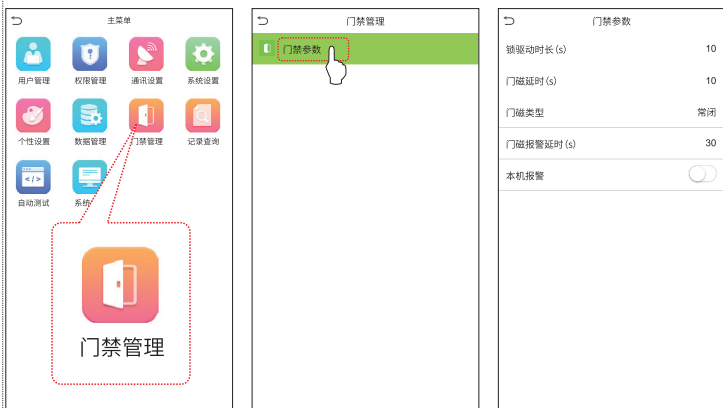 主菜单
用户管理
权限管理
通讯设置
系统设置
个性设置
数据管理
门禁管理
记录查询
</>
自动测试
系统
门禁管理
门禁管理
门禁参数
门禁参数
锁驱动时长(s) 10
门磁延时(s) 10
门磁类型 常闭
门磁报警延时(s) 30
本机报警